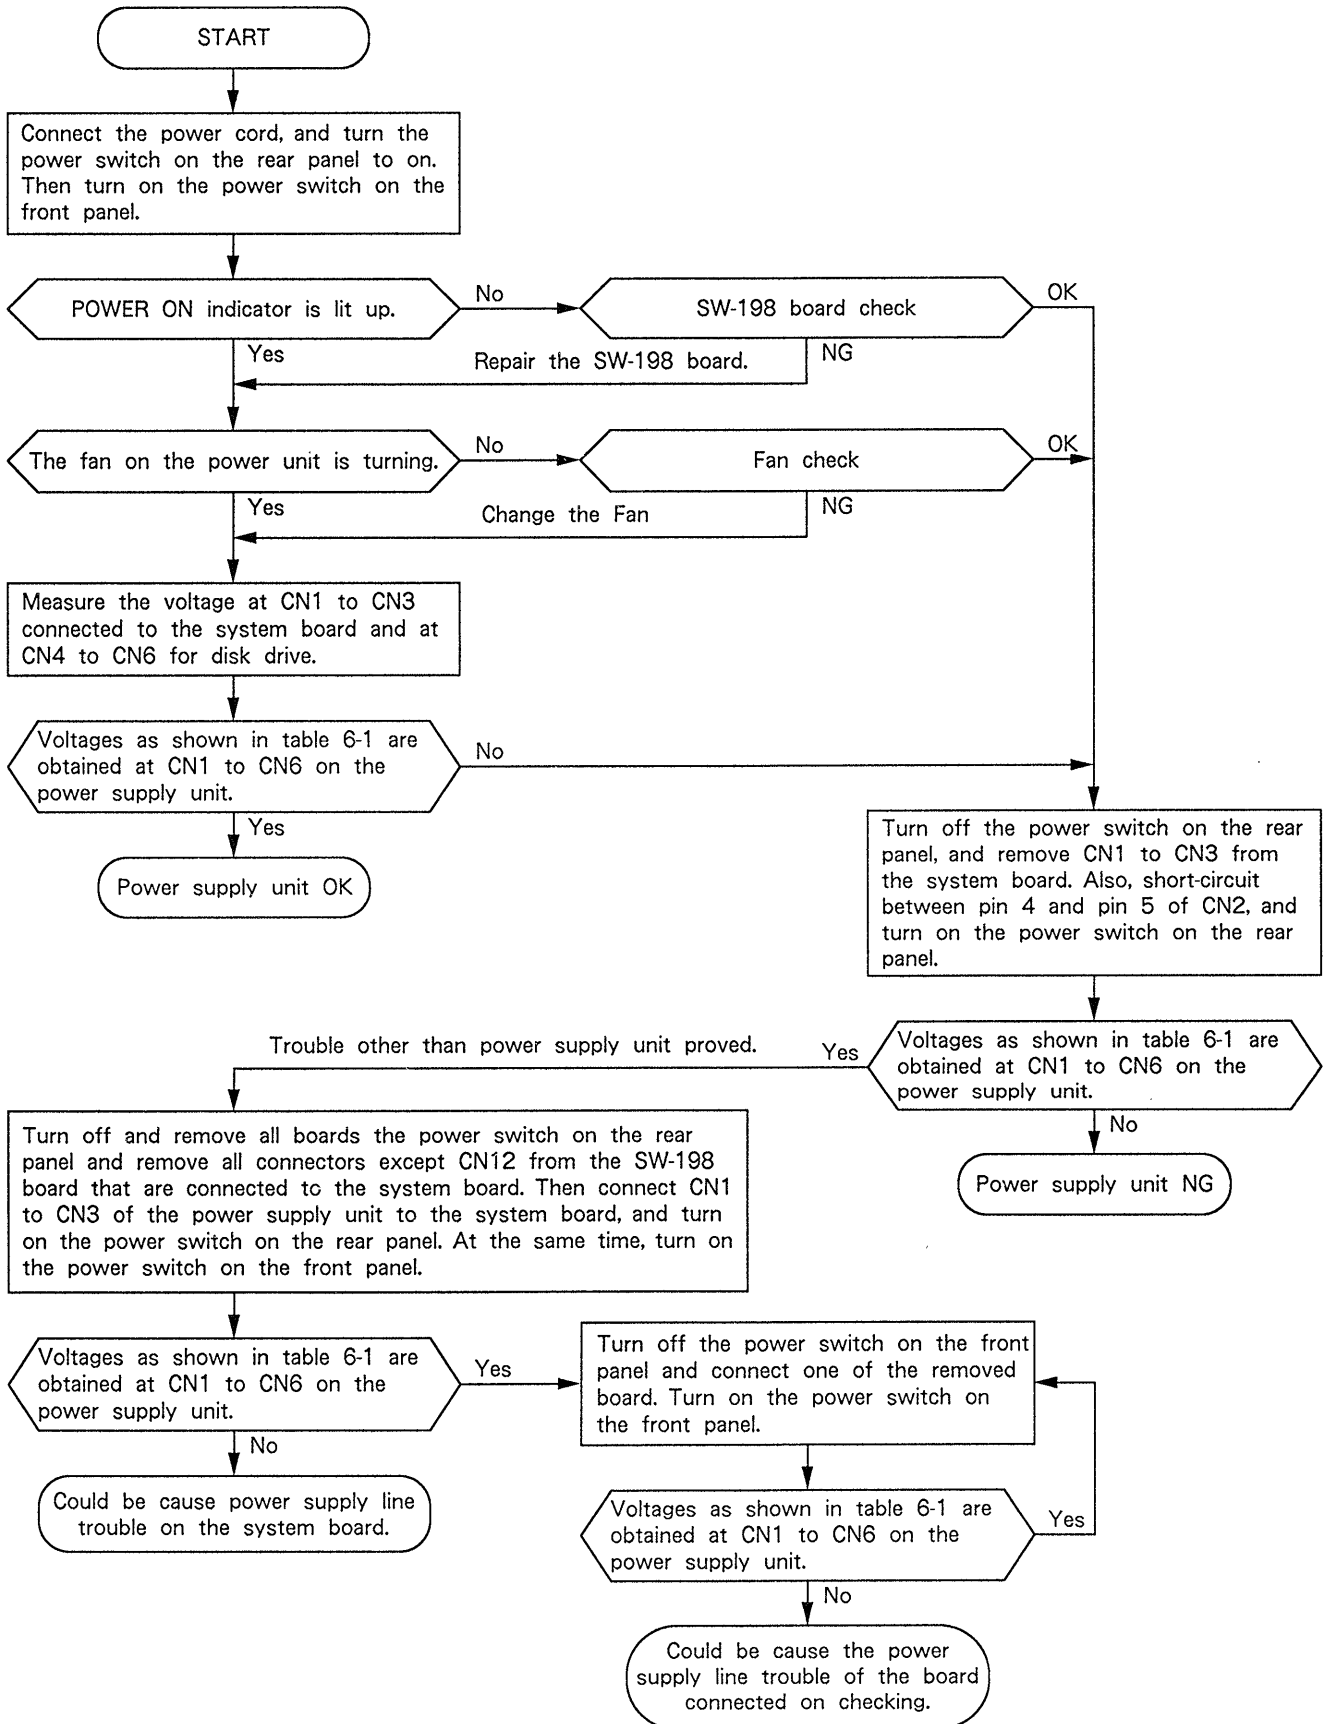 START
Connect the power cord, and turn the
power switch on the rear panel to on.
Then turn on the power switch on the
front panel.
POWER ON indicator is lit up.
No
SW-198 board check
OK
Yes
Repair the SW-198 board.
NG
The fan on the power unit is turning.
No
Fan check
OK
Yes
Change the Fan
NG
Measure the voltage at CN1 to CN3
connected to the system board and at
CN4 to CN6 for disk drive.
Voltages as shown in table 6-1 are
obtained at CN1 to CN6 on the
power supply unit.
No
Yes
Power supply unit OK
Turn off the power switch on the rear
panel, and remove CN1 to CN3 from
the system board. Also, short-circuit
between pin 4 and pin 5 of CN2, and
turn on the power switch on the rear
panel.
Voltages as shown in table 6-1 are
obtained at CN1 to CN6 on the
power supply unit.
Yes
Trouble other than power supply unit proved.
No
Power supply unit NG
Turn off and remove all boards the power switch on the rear
panel and remove all connectors except CN12 from the SW-198
board that are connected to the system board. Then connect CN1
to CN3 of the power supply unit to the system board, and turn
on the power switch on the rear panel. At the same time, turn on
the power switch on the front panel.
Voltages as shown in table 6-1 are
obtained at CN1 to CN6 on the
power supply unit.
Yes
No
Could be cause power supply line
trouble on the system board.
Turn off the power switch on the front
panel and connect one of the removed
board. Turn on the power switch on
the front panel.
Voltages as shown in table 6-1 are
obtained at CN1 to CN6 on the
power supply unit.
Yes
No
Could be cause the power
supply line trouble of the board
connected on checking.